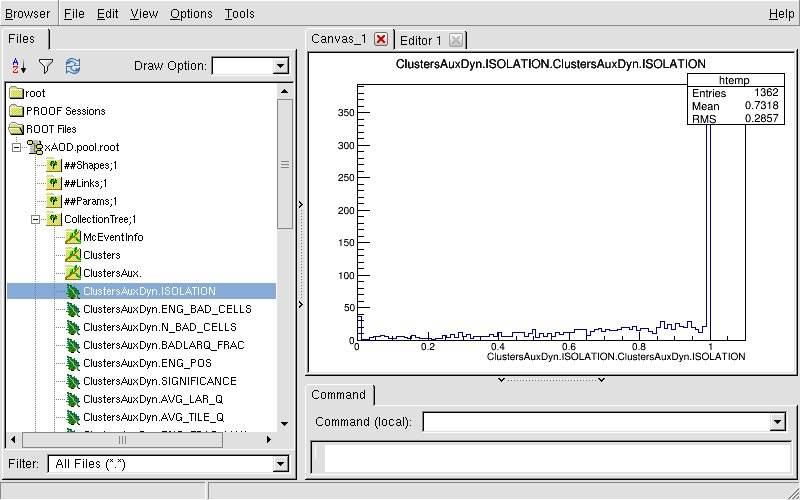 Browser File Edit View Options Tools Help
Files
Draw Option:
root
PROOF Sessions
ROOT Files
xAOD.pool.root
##Shapes;1
##Links;1
##Params;1
CollectionTree;1
McEventInfo
Clusters
ClustersAux.
ClustersAuxDyn.ISOLATION
ClustersAuxDyn.ENG_BAD_CELLS
ClustersAuxDyn.N_BAD_CELLS
ClustersAuxDyn.BADLARQ_FRAC
ClustersAuxDyn.ENG_POS
ClustersAuxDyn.SIGNIFICANCE
ClustersAuxDyn.AVG_LAR_Q
ClustersAuxDyn.AVG_TILE_Q
Filter: All Files (*.*)
Canvas_1 Editor 1
ClustersAuxDyn.ISOLATION.ClustersAuxDyn.ISOLATION
htemp
Entries 1362
Mean 0.7318
RMS 0.2857
350
300
250
200
150
100
50
0
0 0.2 0.4 0.6 0.8 1
ClustersAuxDyn.ISOLATION.ClustersAuxDyn.ISOLATION
Command
Command (local):